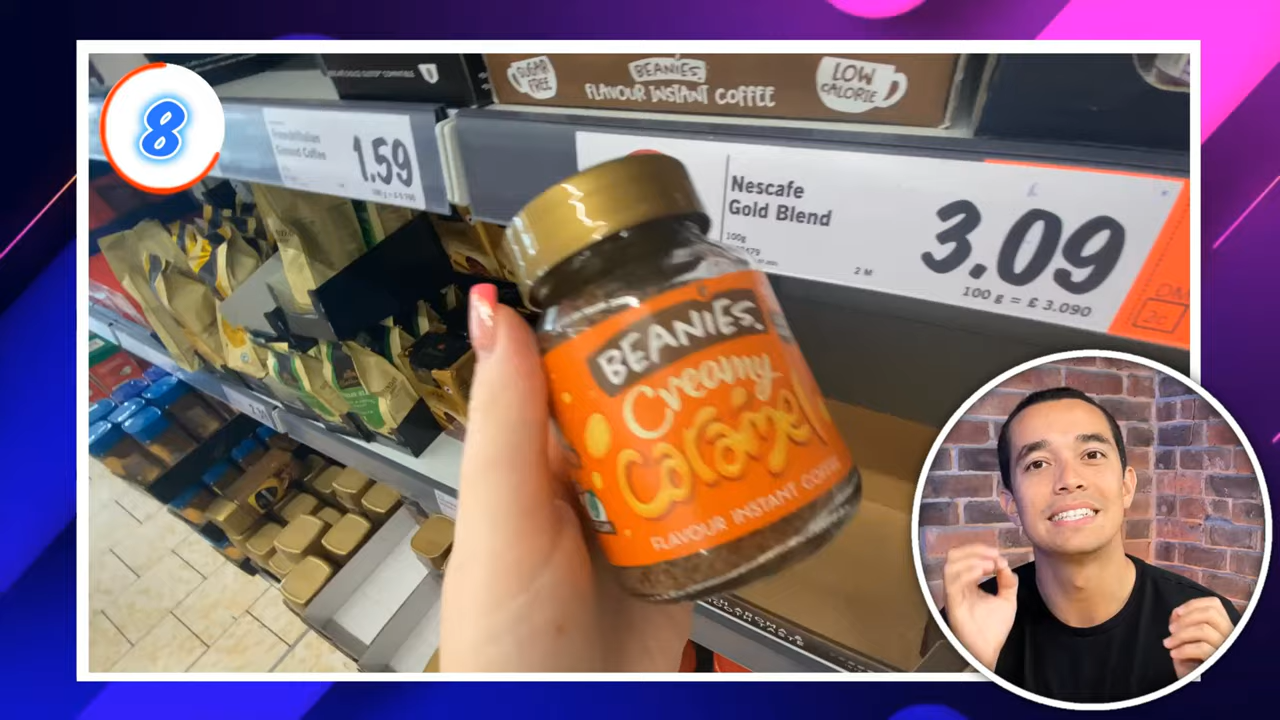 8
SUGAR
FREE
BEANIES
FLAVOUR INSTANT COFFEE
LOW
CALORIE
1.59
Nescafe
Gold Blend
100g
3.09
2 M
100 g = £ 3.090
BEANIES
Creamy
Caramel
FLAVOUR INSTANT COFFEE